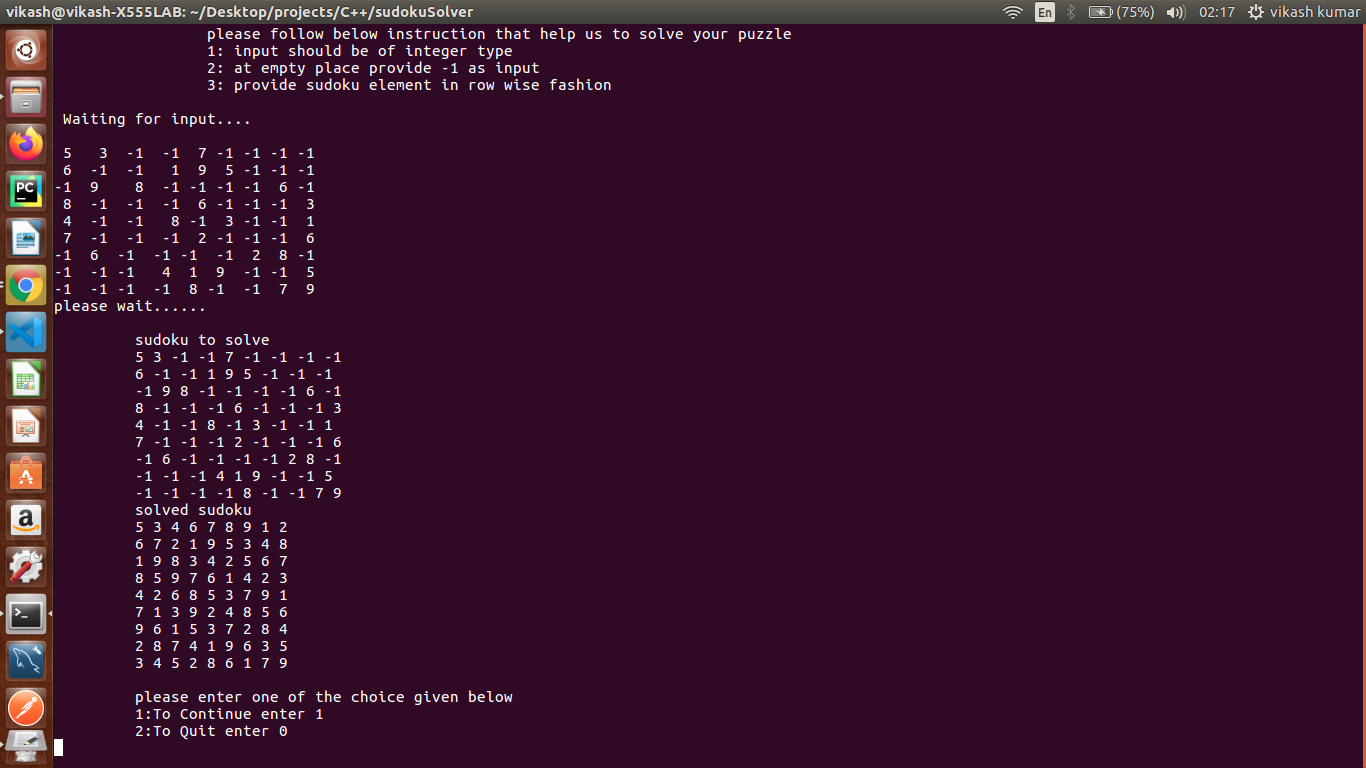 vikash@vikash-X555LAB: ~/Desktop/projects/C++/sudokuSolver En (75%) 02:17 vikash kumar
please follow below instruction that help us to solve your puzzle
1: input should be of integer type
2: at empty place provide -1 as input
3: provide sudoku element in row wise fashion
Waiting for input....
5 3 -1 -1 7 -1 -1 -1 -1
6 -1 -1 1 9 5 -1 -1 -1
-1 9 8 -1 -1 -1 -1 6 -1
8 -1 -1 -1 6 -1 -1 -1 3
4 -1 -1 8 -1 3 -1 -1 1
7 -1 -1 -1 2 -1 -1 -1 6
-1 6 -1 -1 -1 -1 2 8 -1
-1 -1 -1 4 1 9 -1 -1 5
-1 -1 -1 -1 8 -1 -1 7 9
please wait......
sudoku to solve
5 3 -1 -1 7 -1 -1 -1 -1
6 -1 -1 1 9 5 -1 -1 -1
-1 9 8 -1 -1 -1 -1 6 -1
8 -1 -1 -1 6 -1 -1 -1 3
4 -1 -1 8 -1 3 -1 -1 1
7 -1 -1 -1 2 -1 -1 -1 6
-1 6 -1 -1 -1 -1 2 8 -1
-1 -1 -1 4 1 9 -1 -1 5
-1 -1 -1 -1 8 -1 -1 7 9
solved sudoku
5 3 4 6 7 8 9 1 2
6 7 2 1 9 5 3 4 8
1 9 8 3 4 2 5 6 7
8 5 9 7 6 1 4 2 3
4 2 6 8 5 3 7 9 1
7 1 3 9 2 4 8 5 6
9 6 1 5 3 7 2 8 4
2 8 7 4 1 9 6 3 5
3 4 5 2 8 6 1 7 9
please enter one of the choice given below
1:To Continue enter 1
2:To Quit enter 0
PC
A
a
>_